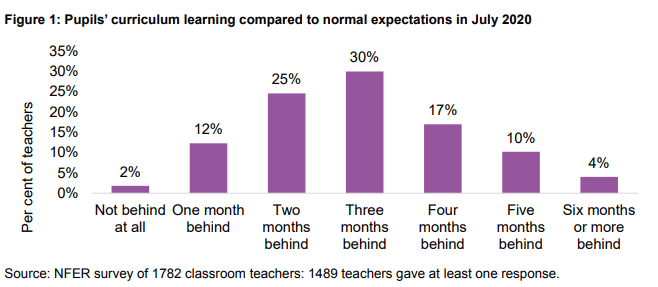 Figure 1: Pupils' curriculum learning compared to normal expectations in July 2020
Per cent of teachers
35%
30%
25%
20%
15%
10%
5%
0%
2%
12%
25%
30%
17%
10%
4%
Not behind
at all
One month
behind
Two
months
behind
Three
months
behind
Four
months
behind
Five
months
behind
Six months
or more
behind
Source: NFER survey of 1782 classroom teachers: 1489 teachers gave at least one response.